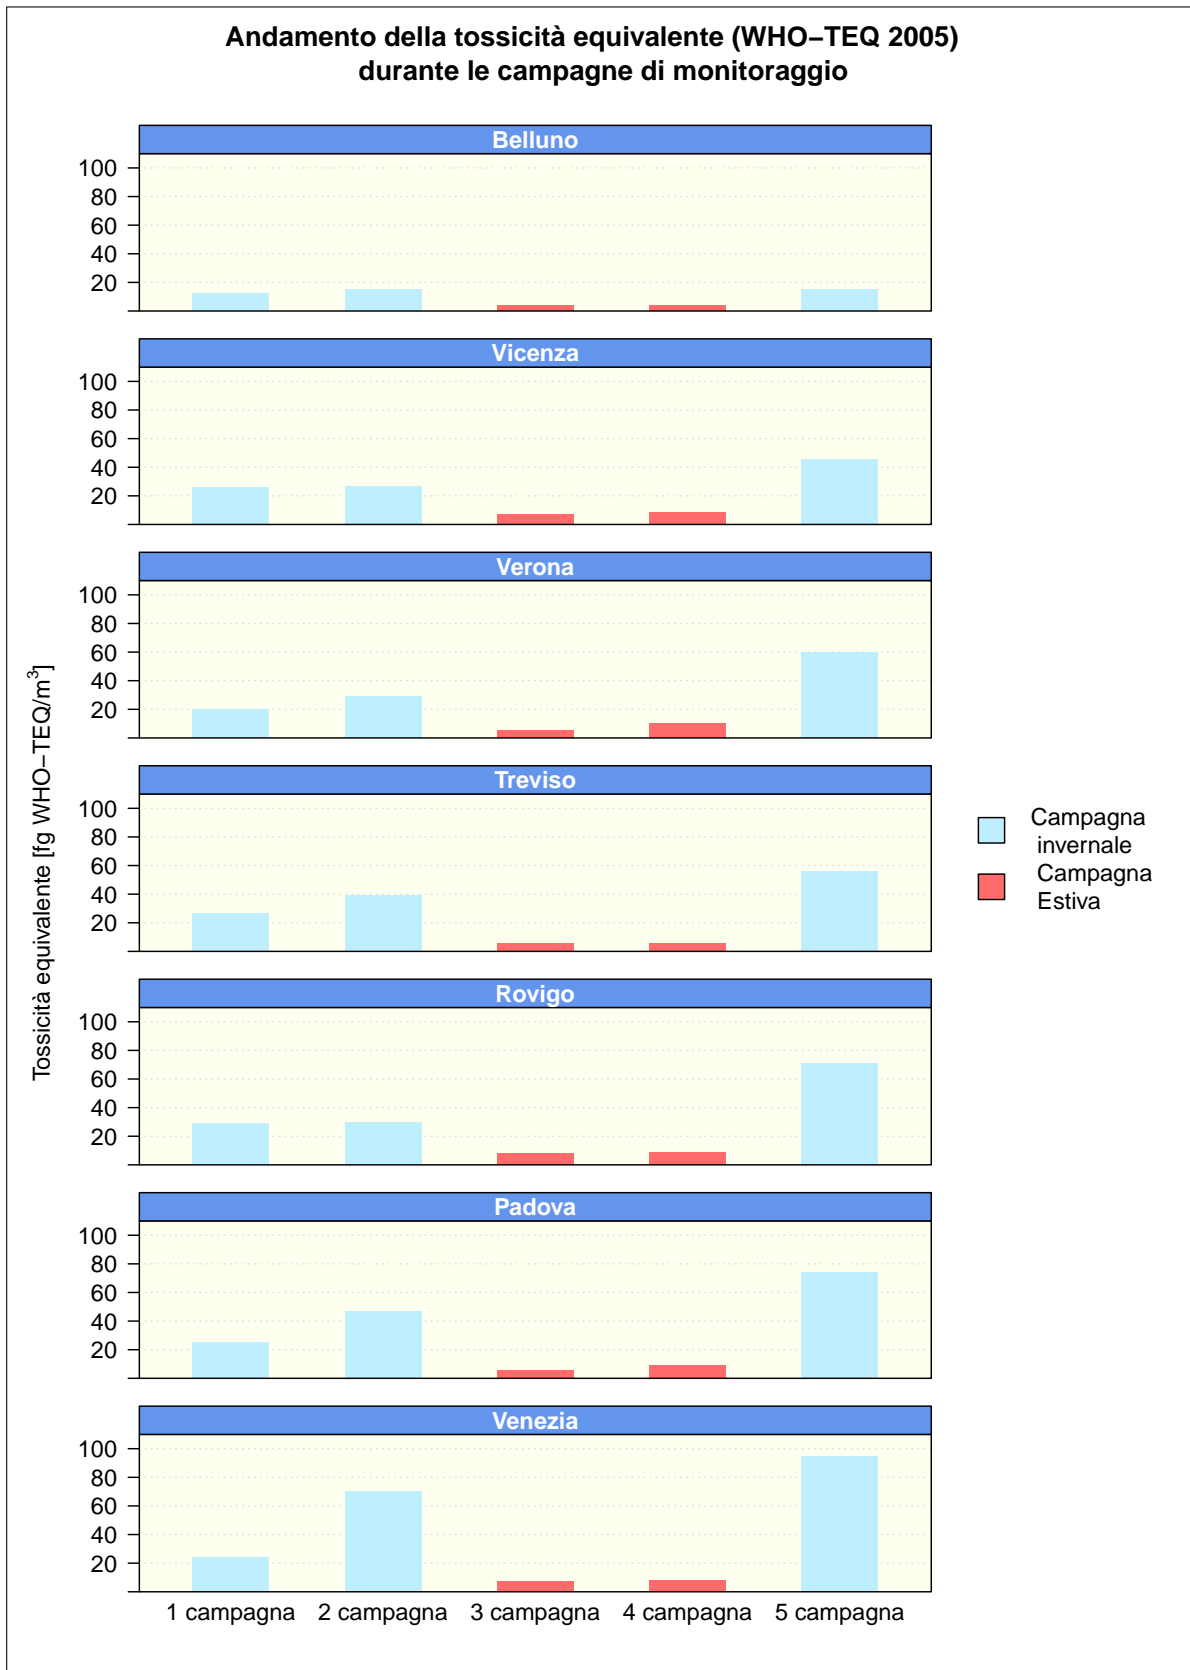 Andamento della tossicità equivalente (WHO−TEQ 2005)
durante le campagne di monitoraggio
Tossicità equivalente [fg WHO−TEQ/m³]
Belluno
100
80
60
40
20
Vicenza
100
80
60
40
20
Verona
100
80
60
40
20
Treviso
100
80
60
40
20
Rovigo
100
80
60
40
20
Padova
100
80
60
40
20
Venezia
100
80
60
40
20
1 campagna 2 campagna 3 campagna 4 campagna 5 campagna
Campagna
invernale
Campagna
Estiva